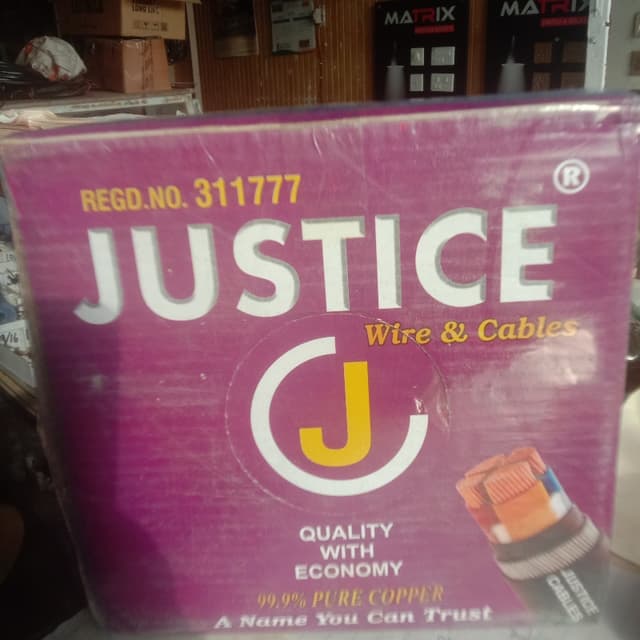 MATRIX
MATRIX
REGD.NO. 311777
®
JUSTICE
Wire & Cables
J
QUALITY
WITH
ECONOMY
99.9% PURE COPPER
A Name You Can Trust
JUSTICE
CABLES